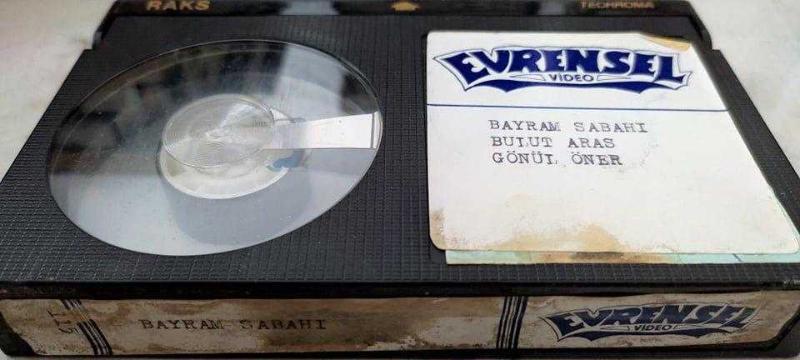 RAKS
TECHROMA
EVRENSEL
VIDEO
BAYRAM SABAHI
BULUT ARAS
GÖNÜL ÖNER
BAYRAM SABAHI
EVRENSEL
VIDEO